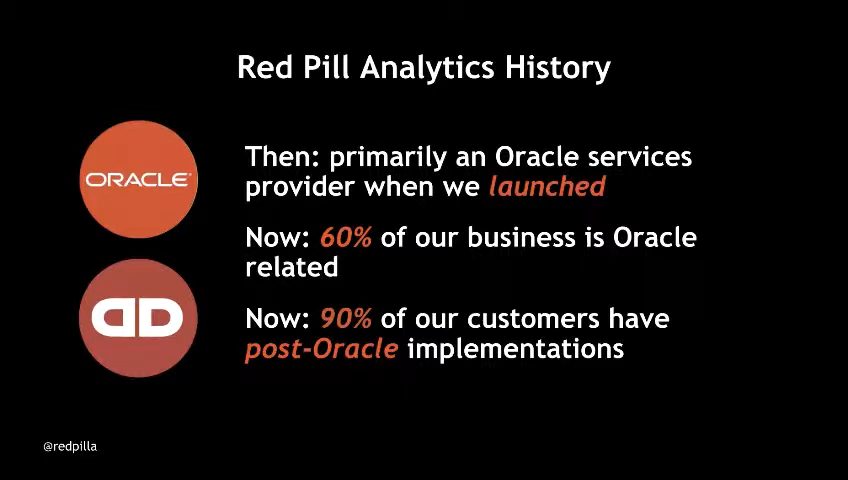 Red Pill Analytics History
ORACLE
Then: primarily an Oracle services
provider when we launched
Now: 60% of our business is Oracle
related
Now: 90% of our customers have
post-Oracle implementations
@redpilla